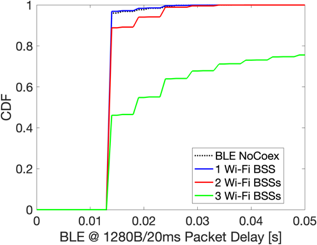 1
0.8
0.6
0.4
0.2
0
CDF
BLE NoCoex
1 Wi-Fi BSS
2 Wi-Fi BSSs
3 Wi-Fi BSSs
0 0.01 0.02 0.03 0.04 0.05
BLE @ 1280B/20ms Packet Delay [s]